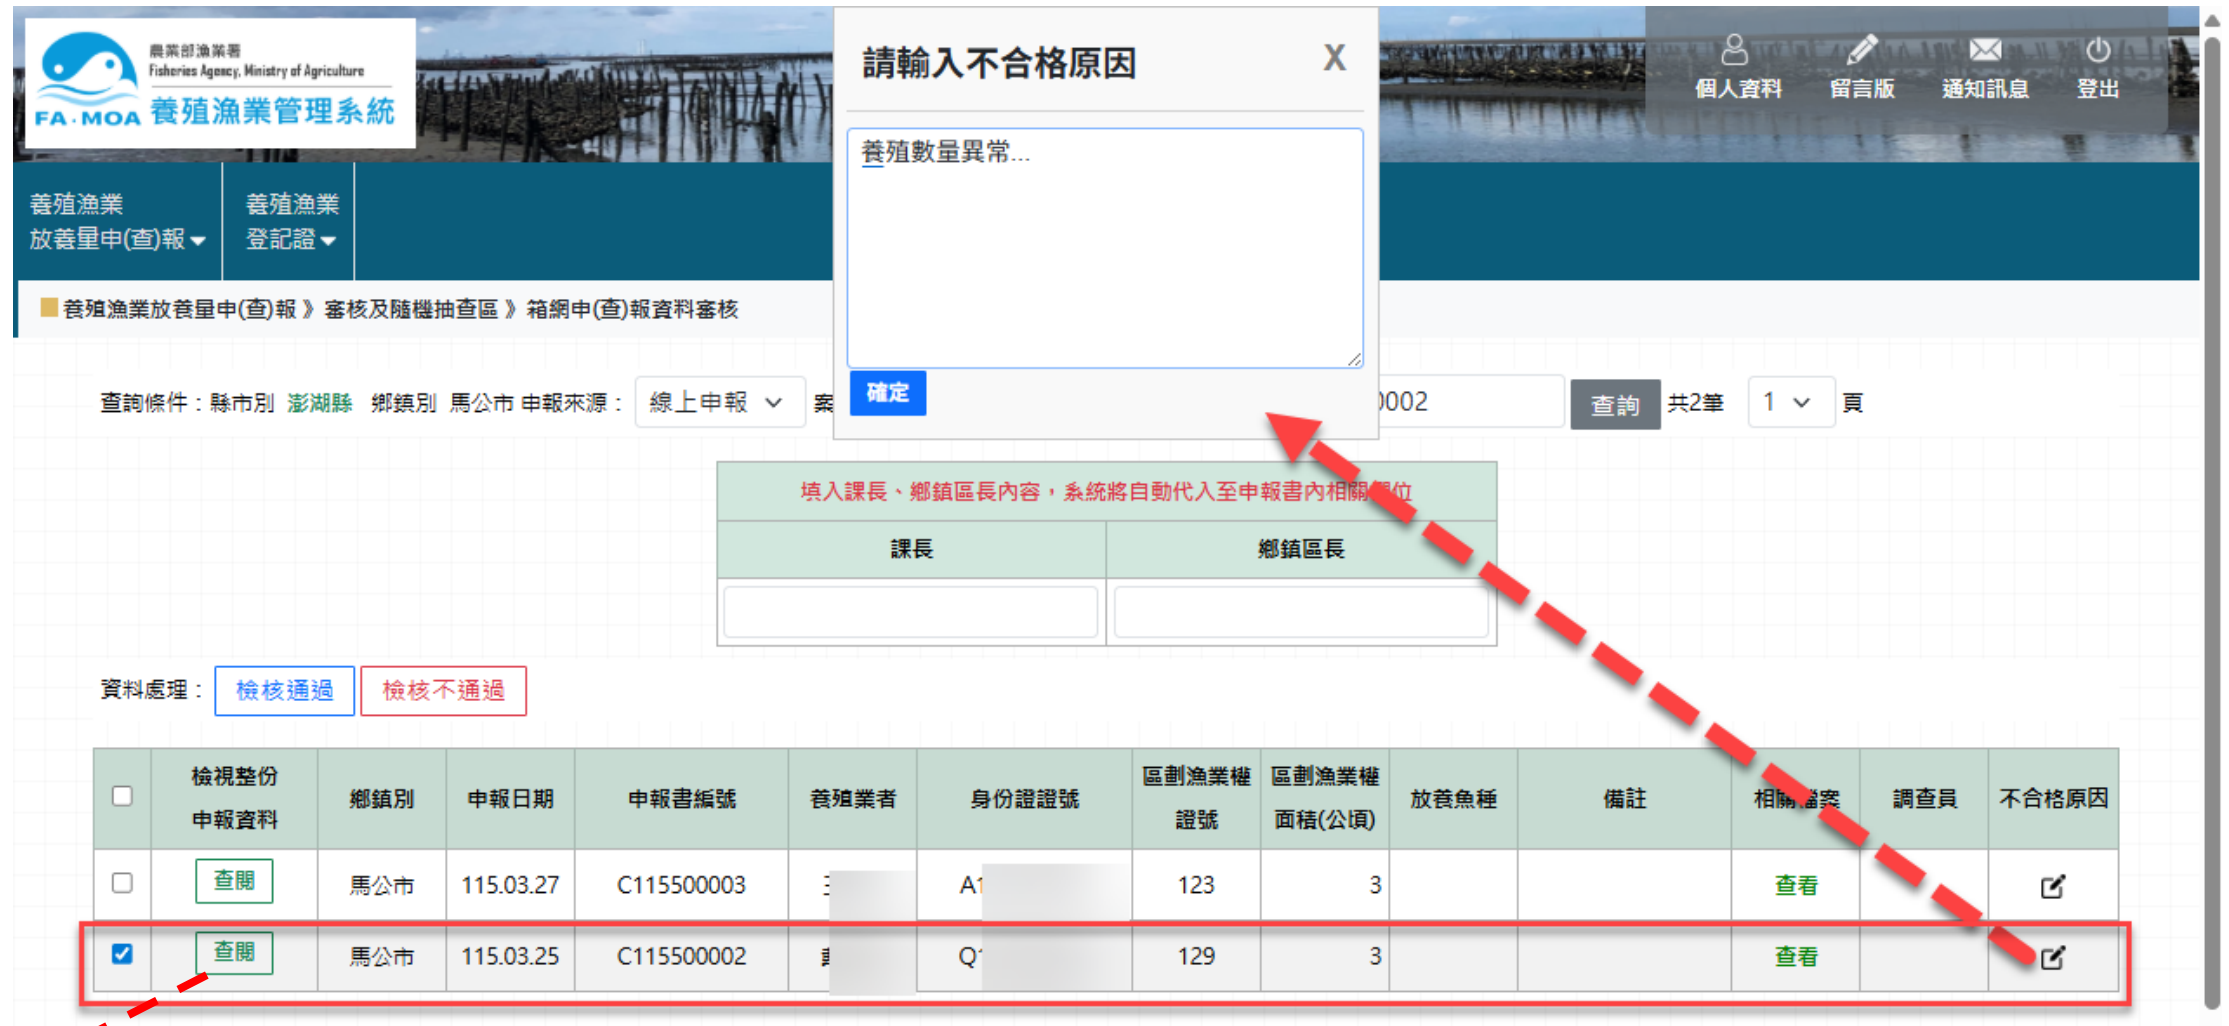 農業部漁業署
Fisheries Agency, Ministry of Agriculture
FA·MOA 養殖漁業管理系統
個人資料 留言版 通知訊息 登出
請輸入不合格原因 X
養殖數量異常...
確定
養殖漁業
放養量申(查)報
養殖漁業
登記證
養殖漁業放養量申(查)報 》審核及隨機抽查區 》箱網申(查)報資料審核
查詢條件：縣市別 澎湖縣 鄉鎮別 馬公市 申報來源： 線上申報 案 002 查詢 共2筆 1 頁
填入課長、鄉鎮區長內容，系統將自動代入至申報書內相關 位
課長 鄉鎮區長
資料處理： 檢核通過 檢核不通過
檢視整份
申報資料
鄉鎮別 申報日期 申報書編號 養殖業者 身份證證號
區劃漁業權
證號
區劃漁業權
面積(公頃)
放養魚種 備註 相關檔案 調查員 不合格原因
查閱 馬公市 115.03.27 C115500003 A1 123 3 查看
查閱 馬公市 115.03.25 C115500002 Q1 129 3 查看